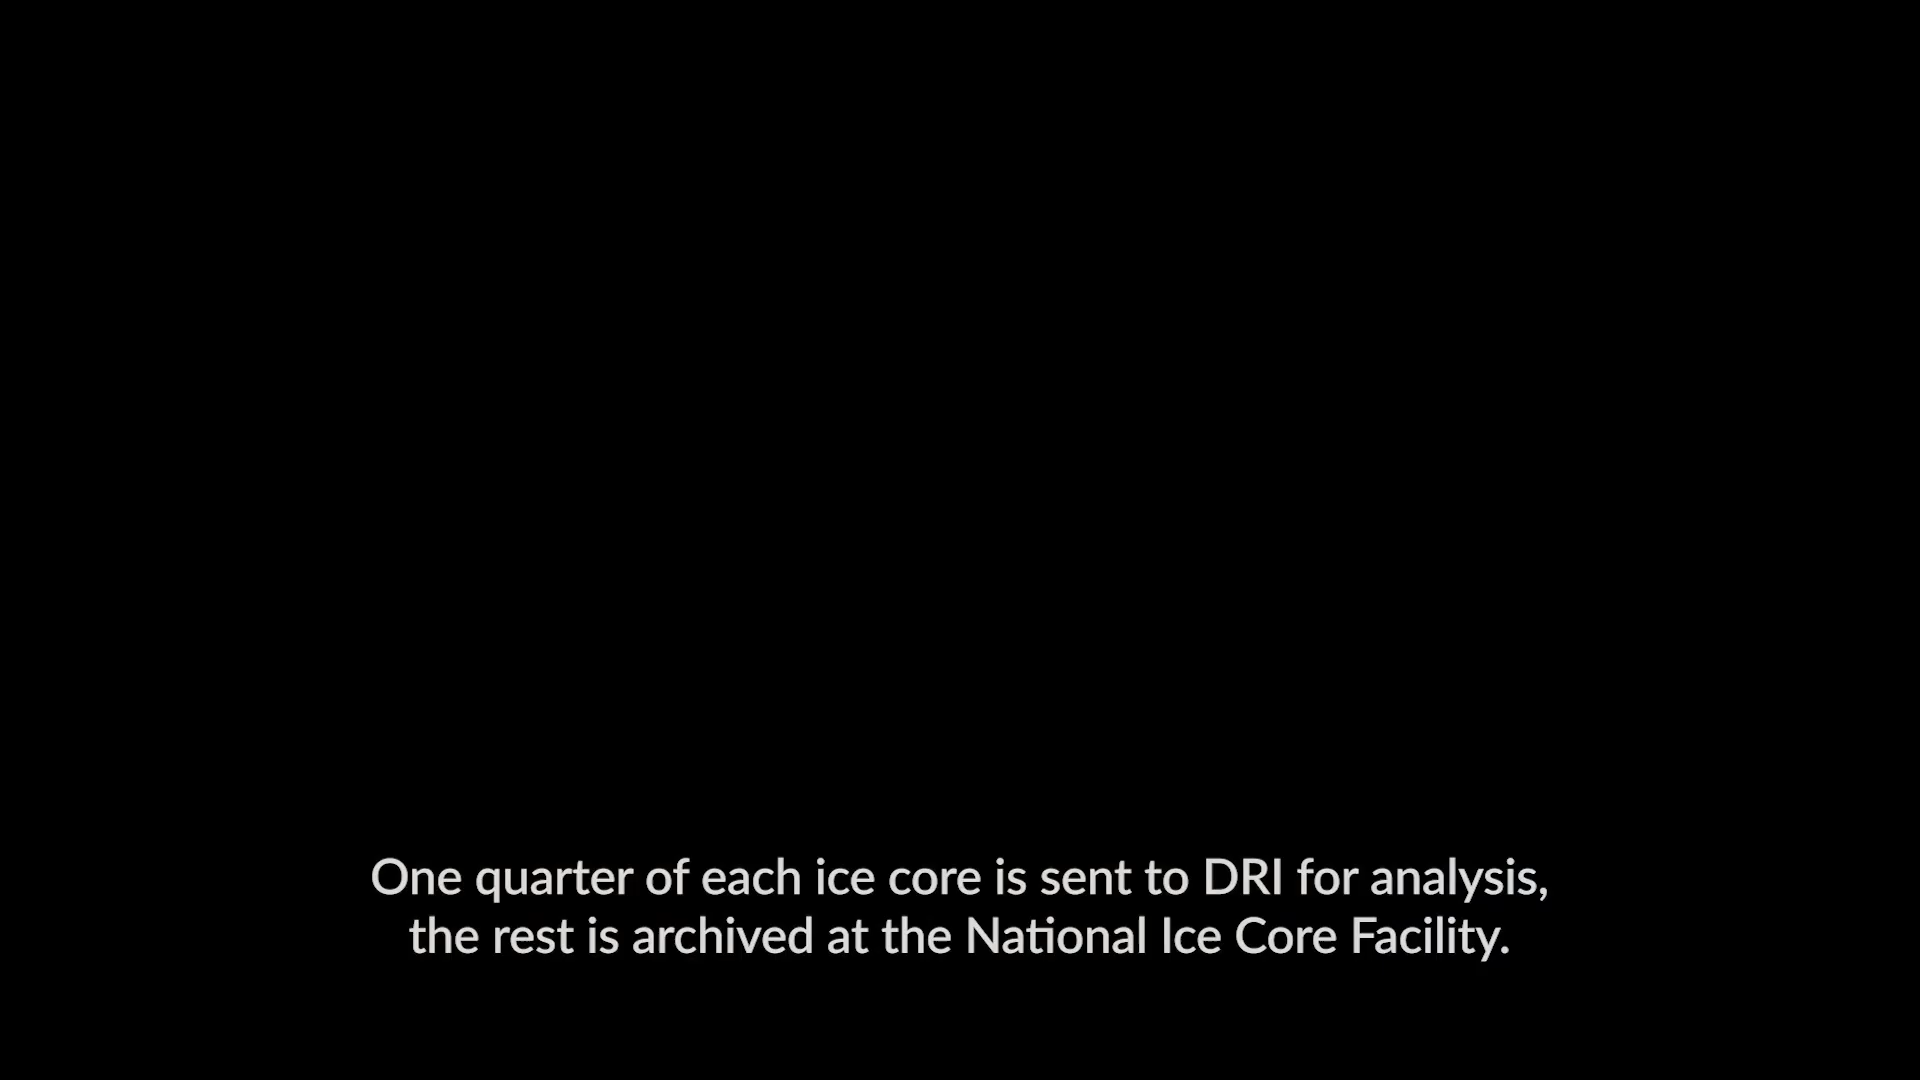 One quarter of each ice core is sent to DRI for analysis,
the rest is archived at the National Ice Core Facility.